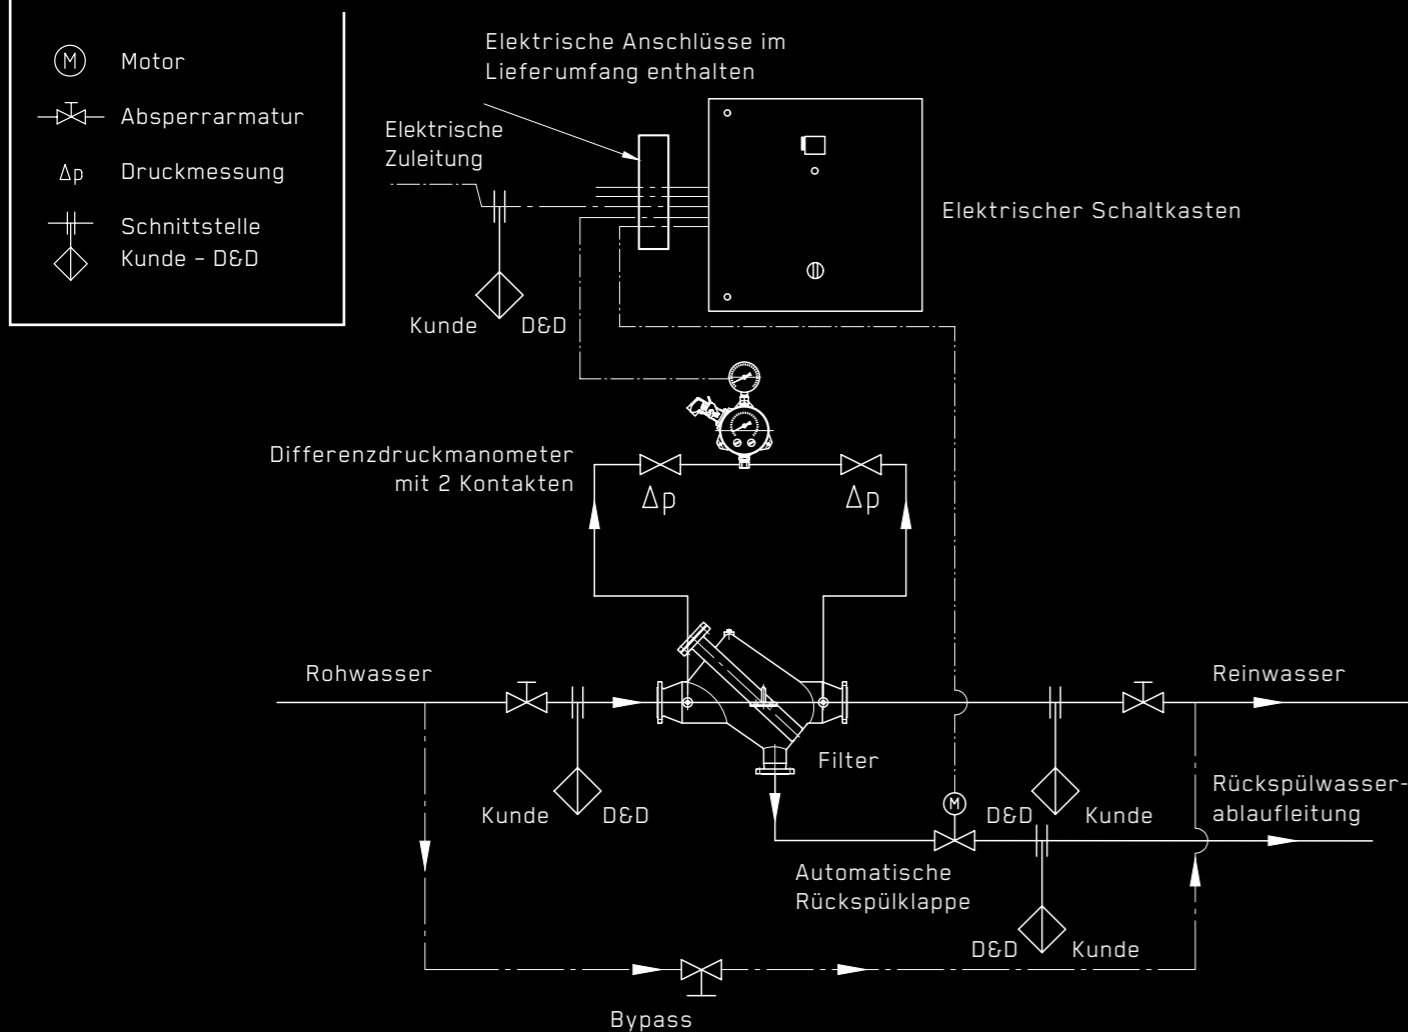 M
Motor
Absperrarmatur
Δp
Druckmessung
Schnittstelle
Kunde – D&D
Elektrische Anschlüsse im
Lieferumfang enthalten
Elektrische
Zuleitung
Elektrischer Schaltkasten
Kunde
D&D
Differenzdruckmanometer
mit 2 Kontakten
Δp
Δp
Rohwasser
Reinwasser
Filter
Kunde
D&D
M
D&D
Kunde
Rückspülwasser-
ablaufleitung
Automatische
Rückspülklappe
D&D
Kunde
Bypass